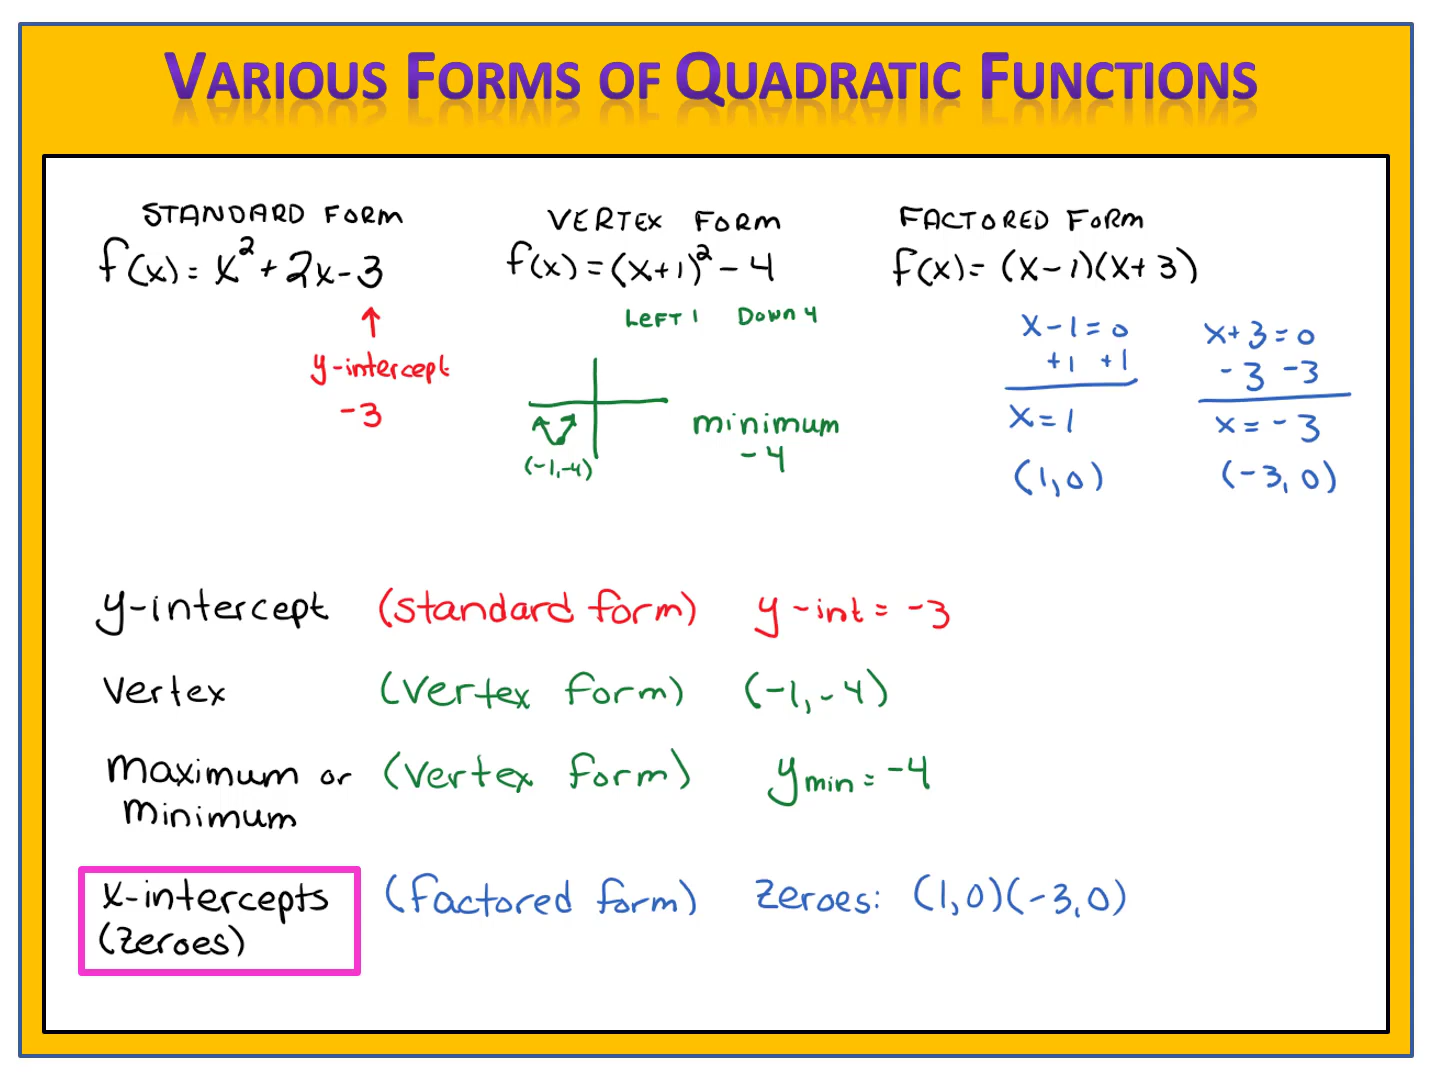 VARIOUS FORMS OF QUADRATIC FUNCTIONS
STANDARD FORM
f(x) = x² + 2x - 3
↑
y-intercept
-3
VERTEX FORM
f(x) = (x+1)² - 4
LEFT 1 DOWN 4
(-1,-4)
minimum
-4
FACTORED FORM
f(x) = (x-1)(x+3)
x-1=0
+1 +1
x=1
(1,0)
x+3=0
-3 -3
x=-3
(-3,0)
y-intercept (standard form) y-int = -3
Vertex (Vertex form) (-1,-4)
maximum or (Vertex form) y min = -4
minimum
x-intercepts (factored form) zeroes: (1,0)(-3,0)
(zeroes)